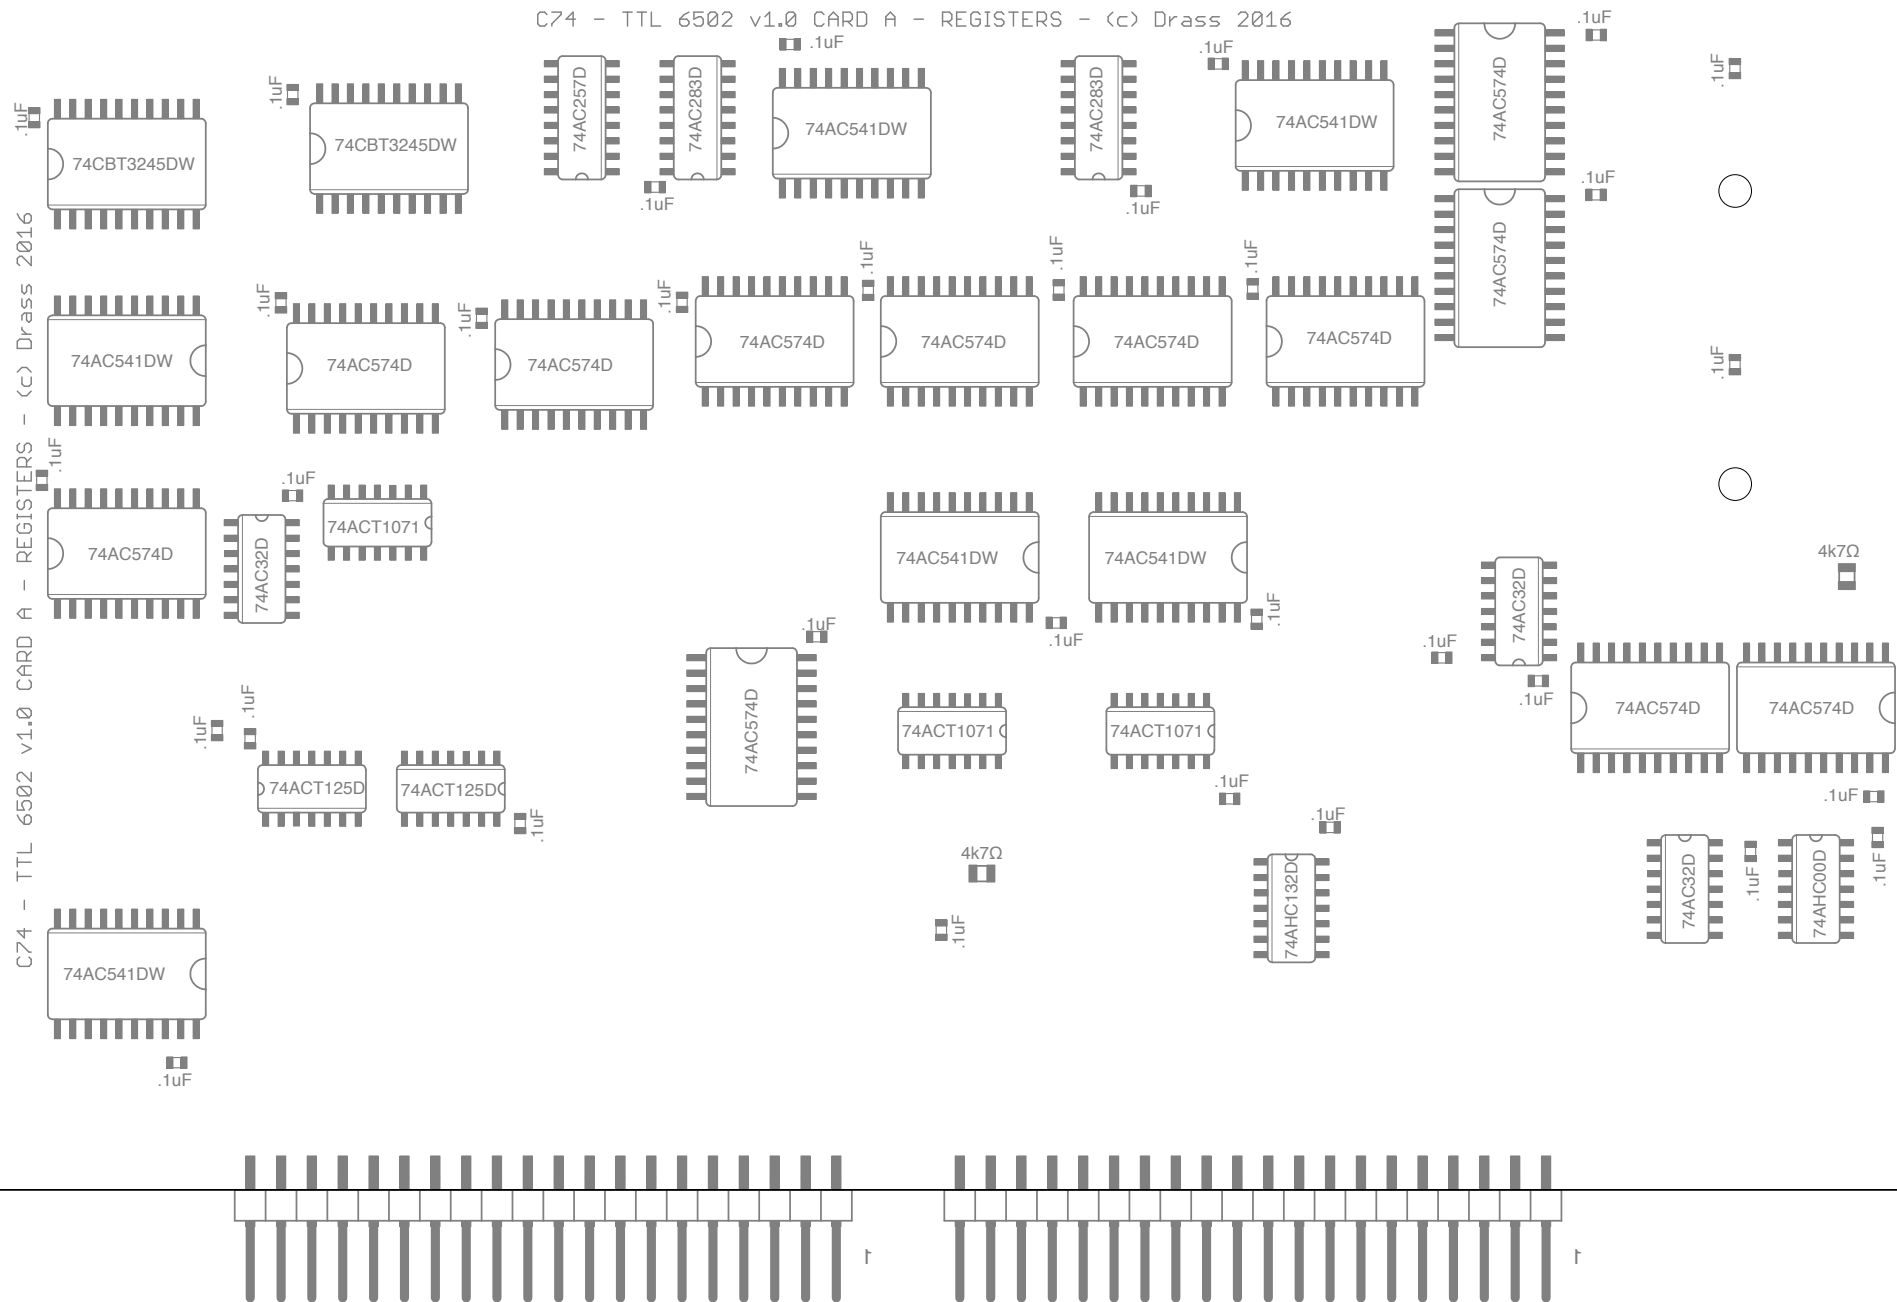 C74 - TTL 6502 v1.0 CARD A - REGISTERS - (c) Drass 2016
.1uF
.1uF
.1uF
.1uF
.1uF
.1uF
74CBT3245DW
74CBT3245DW
74AC257D
74AC283D
74AC541DW
74AC283D
74AC541DW
74AC574D
.1uF
.1uF
.1uF
74AC574D
C74 - TTL 6502 v1.0 CARD A - REGISTERS - (c) Drass 2016
.1uF
.1uF
.1uF
.1uF
.1uF
.1uF
.1uF
74AC541DW
74AC574D
74AC574D
74AC574D
74AC574D
74AC574D
74AC574D
.1uF
.1uF
74AC574D
74AC32D
74ACT1071
74AC541DW
74AC541DW
74AC32D
4k7Ω
.1uF
.1uF
.1uF
.1uF
.1uF
74AC574D
74ACT1071
74ACT1071
74AC574D
74AC574D
.1uF
.1uF
74ACT125D
74ACT125D
.1uF
.1uF
.1uF
.1uF
4k7Ω
74AHC132D
74AC32D
.1uF
74AHC00D
.1uF
.1uF
74AC541DW
.1uF
1
1